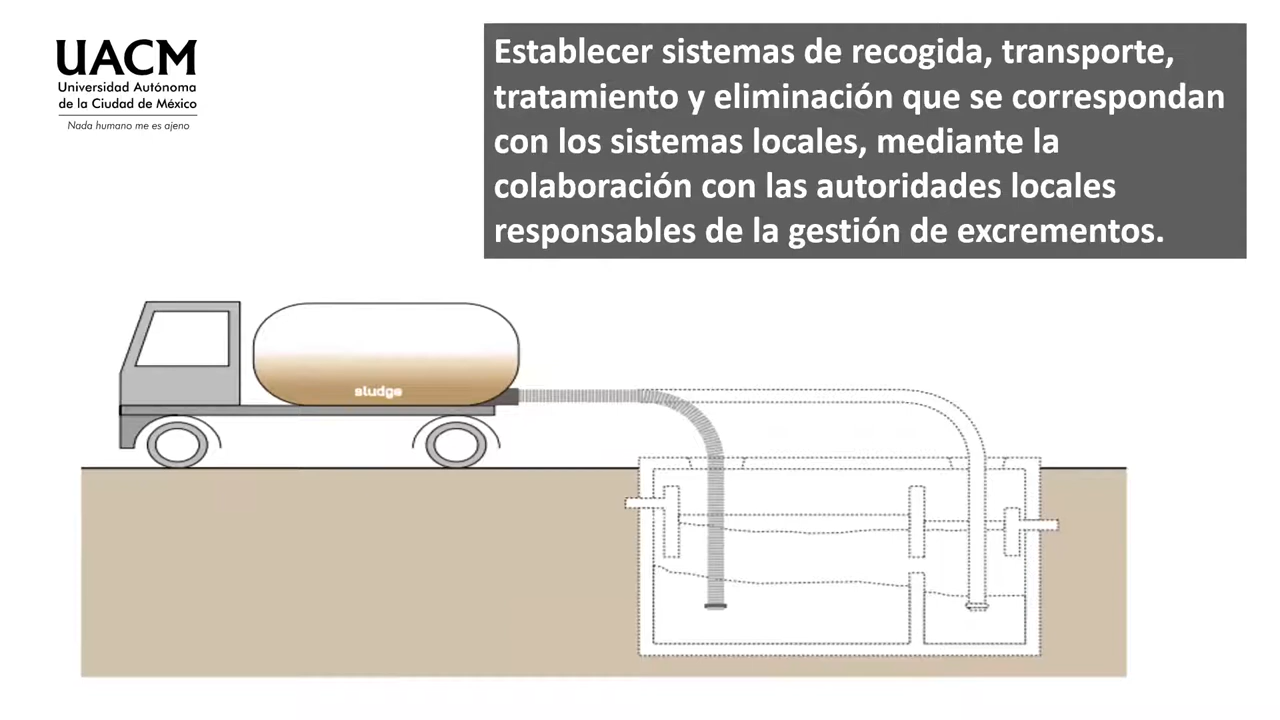 UACM
Universidad Autónoma
de la Ciudad de México
Nada humano me es ajeno
Establecer sistemas de recogida, transporte,
tratamiento y eliminación que se correspondan
con los sistemas locales, mediante la
colaboración con las autoridades locales
responsables de la gestión de excrementos.
sludge